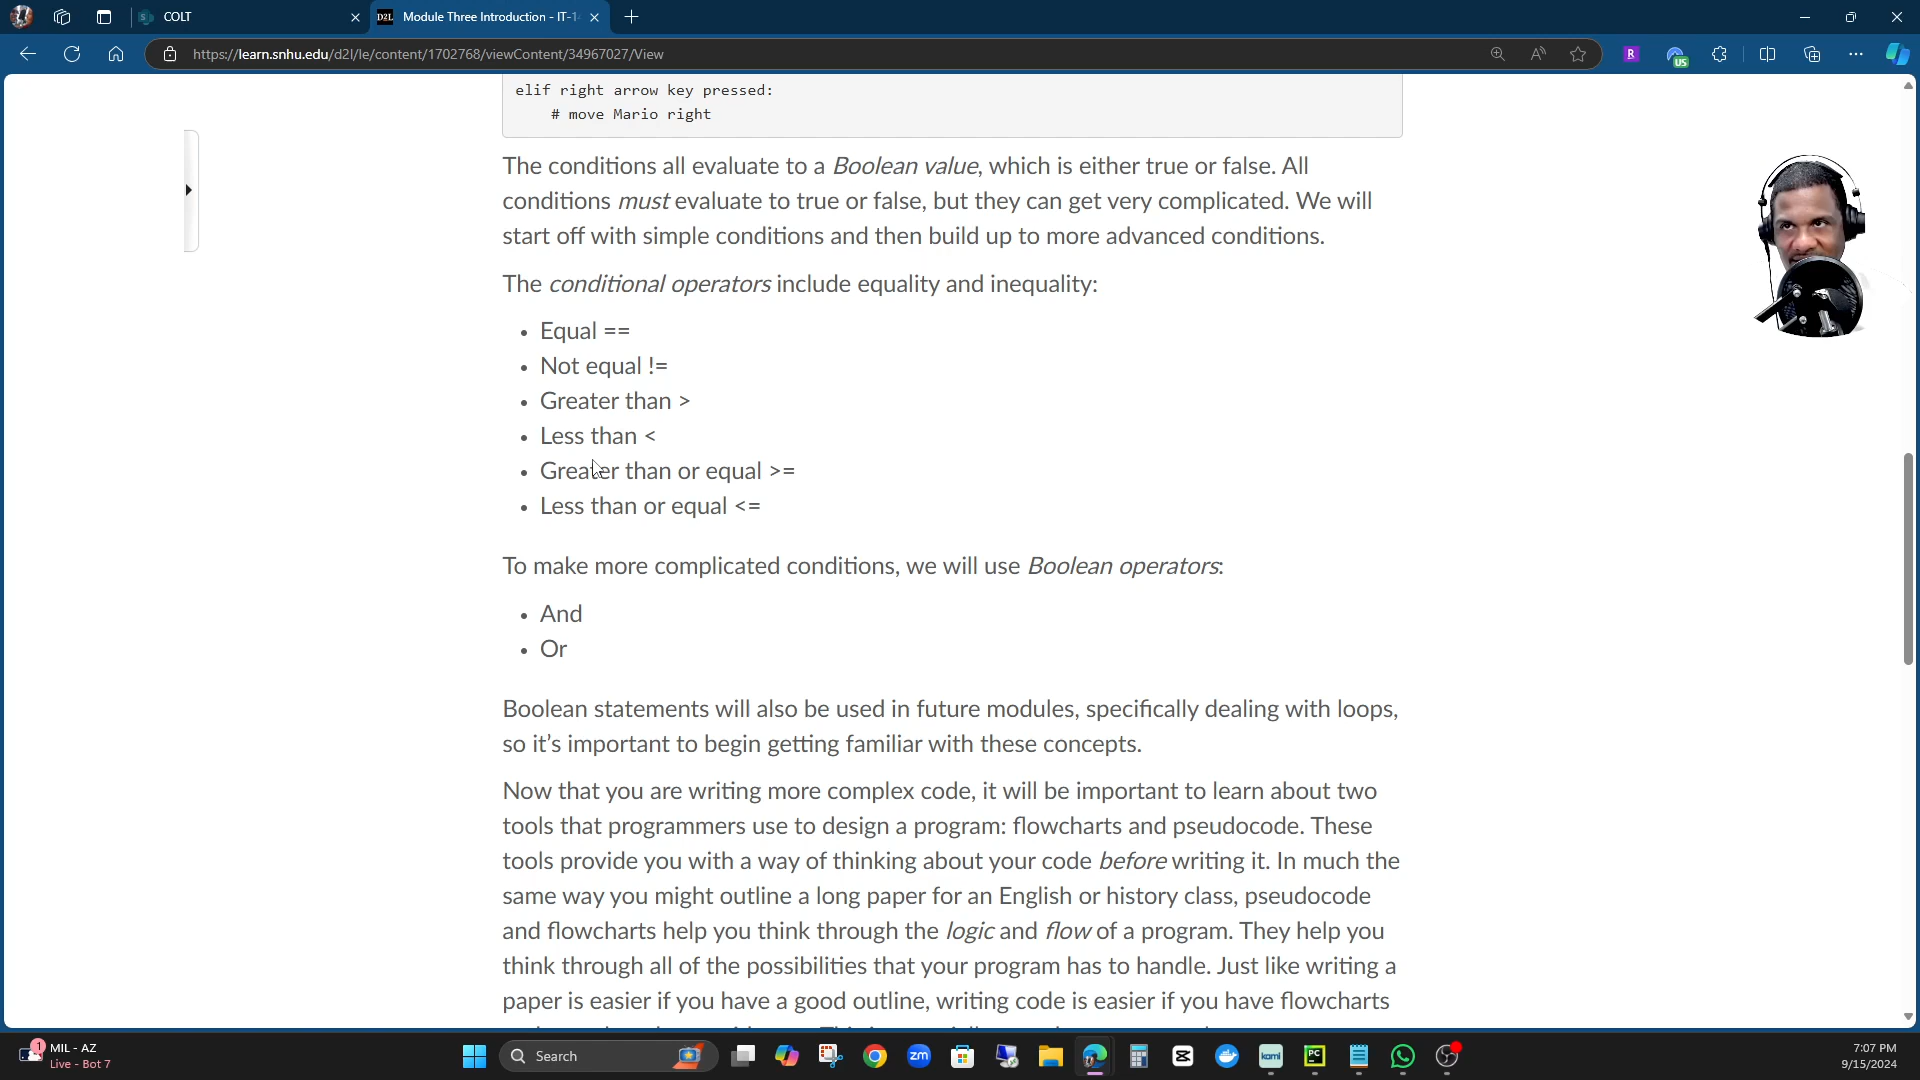 COLT
D2L Module Three Introduction - IT-1
https://learn.snhu.edu/d2l/le/content/1702768/viewContent/34967027/View
elif right arrow key pressed:
# move Mario right
The conditions all evaluate to a Boolean value, which is either true or false. All
conditions must evaluate to true or false, but they can get very complicated. We will
start off with simple conditions and then build up to more advanced conditions.
The conditional operators include equality and inequality:
• Equal ==
• Not equal !=
• Greater than >
• Less than <
• Greater than or equal >=
• Less than or equal <=
To make more complicated conditions, we will use Boolean operators:
• And
• Or
Boolean statements will also be used in future modules, specifically dealing with loops,
so it’s important to begin getting familiar with these concepts.
Now that you are writing more complex code, it will be important to learn about two
tools that programmers use to design a program: flowcharts and pseudocode. These
tools provide you with a way of thinking about your code before writing it. In much the
same way you might outline a long paper for an English or history class, pseudocode
and flowcharts help you think through the logic and flow of a program. They help you
think through all of the possibilities that your program has to handle. Just like writing a
paper is easier if you have a good outline, writing code is easier if you have flowcharts
1 MIL - AZ
Live - Bot 7
Search
zm
kami
PC
7:07 PM
9/15/2024
R
US